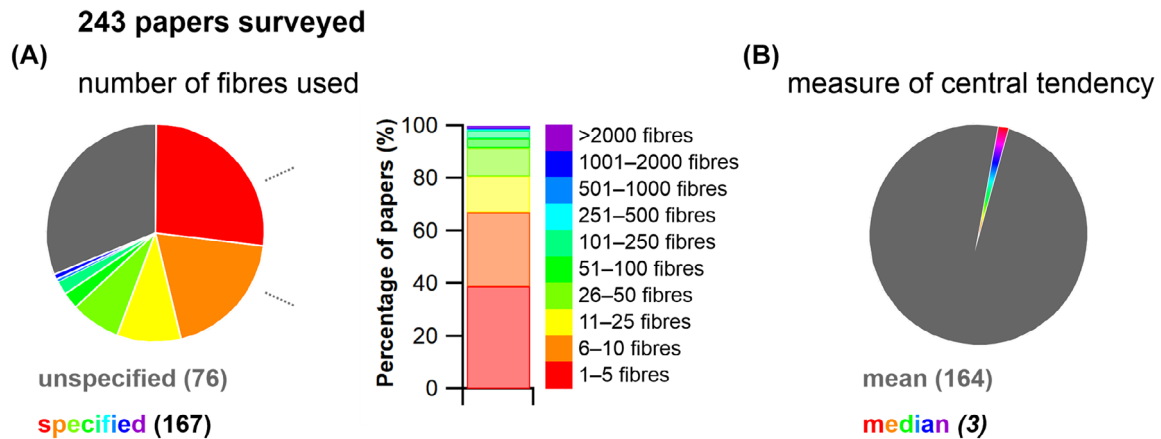 243 papers surveyed
(A)
number of fibres used
unspecified (76)
specified (167)
Percentage of papers (%)
100
80
60
40
20
0
>2000 fibres
1001–2000 fibres
501–1000 fibres
251–500 fibres
101–250 fibres
51–100 fibres
26–50 fibres
11–25 fibres
6–10 fibres
1–5 fibres
(B)
measure of central tendency
mean (164)
median (3)